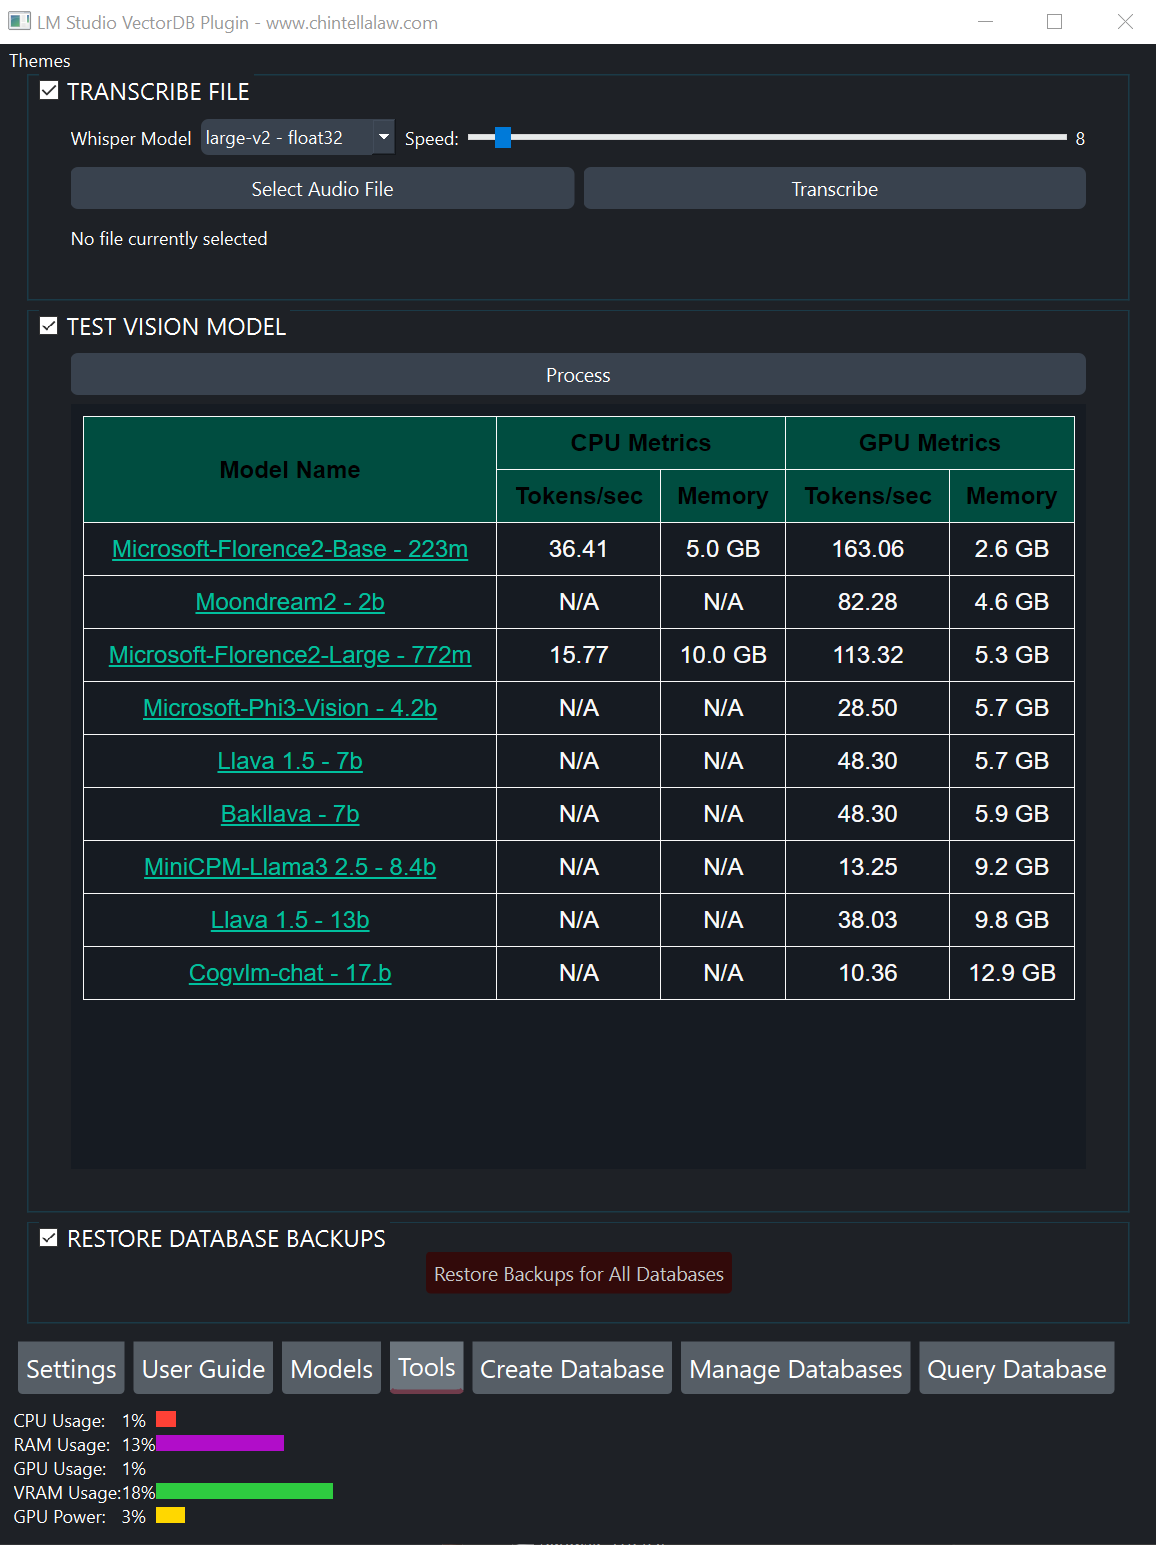 LM Studio VectorDB Plugin - www.chintellalaw.com
Themes
TRANSCRIBE FILE
Whisper Model large-v2 - float32 Speed: 8
Select Audio File Transcribe
No file currently selected
TEST VISION MODEL
Process
Model Name CPU Metrics GPU Metrics
Tokens/sec Memory Tokens/sec Memory
Microsoft-Florence2-Base - 223m 36.41 5.0 GB 163.06 2.6 GB
Moondream2 - 2b N/A N/A 82.28 4.6 GB
Microsoft-Florence2-Large - 772m 15.77 10.0 GB 113.32 5.3 GB
Microsoft-Phi3-Vision - 4.2b N/A N/A 28.50 5.7 GB
Llava 1.5 - 7b N/A N/A 48.30 5.7 GB
Bakllava - 7b N/A N/A 48.30 5.9 GB
MiniCPM-Llama3 2.5 - 8.4b N/A N/A 13.25 9.2 GB
Llava 1.5 - 13b N/A N/A 38.03 9.8 GB
Cogvlm-chat - 17.b N/A N/A 10.36 12.9 GB
RESTORE DATABASE BACKUPS
Restore Backups for All Databases
Settings User Guide Models Tools Create Database Manage Databases Query Database
CPU Usage: 1%
RAM Usage: 13%
GPU Usage: 1%
VRAM Usage:18%
GPU Power: 3%